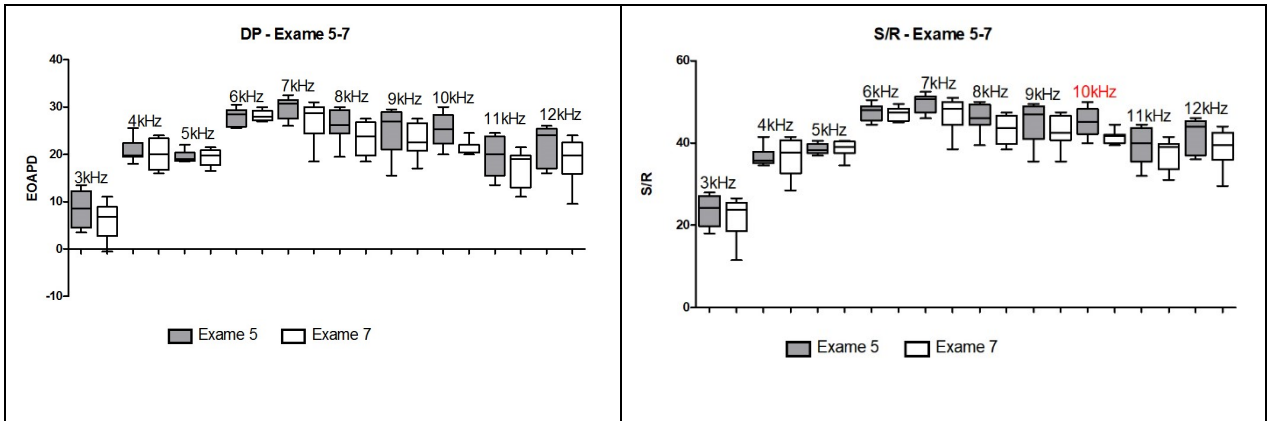 DP - Exame 5-7
40
30
20
10
0
-10
EOAPD
3kHz
4kHz
5kHz
6kHz
7kHz
8kHz
9kHz
10kHz
11kHz
12kHz
Exame 5
Exame 7
S/R - Exame 5-7
60
40
20
0
S/R
3kHz
4kHz
5kHz
6kHz
7kHz
8kHz
9kHz
10kHz
11kHz
12kHz
Exame 5
Exame 7